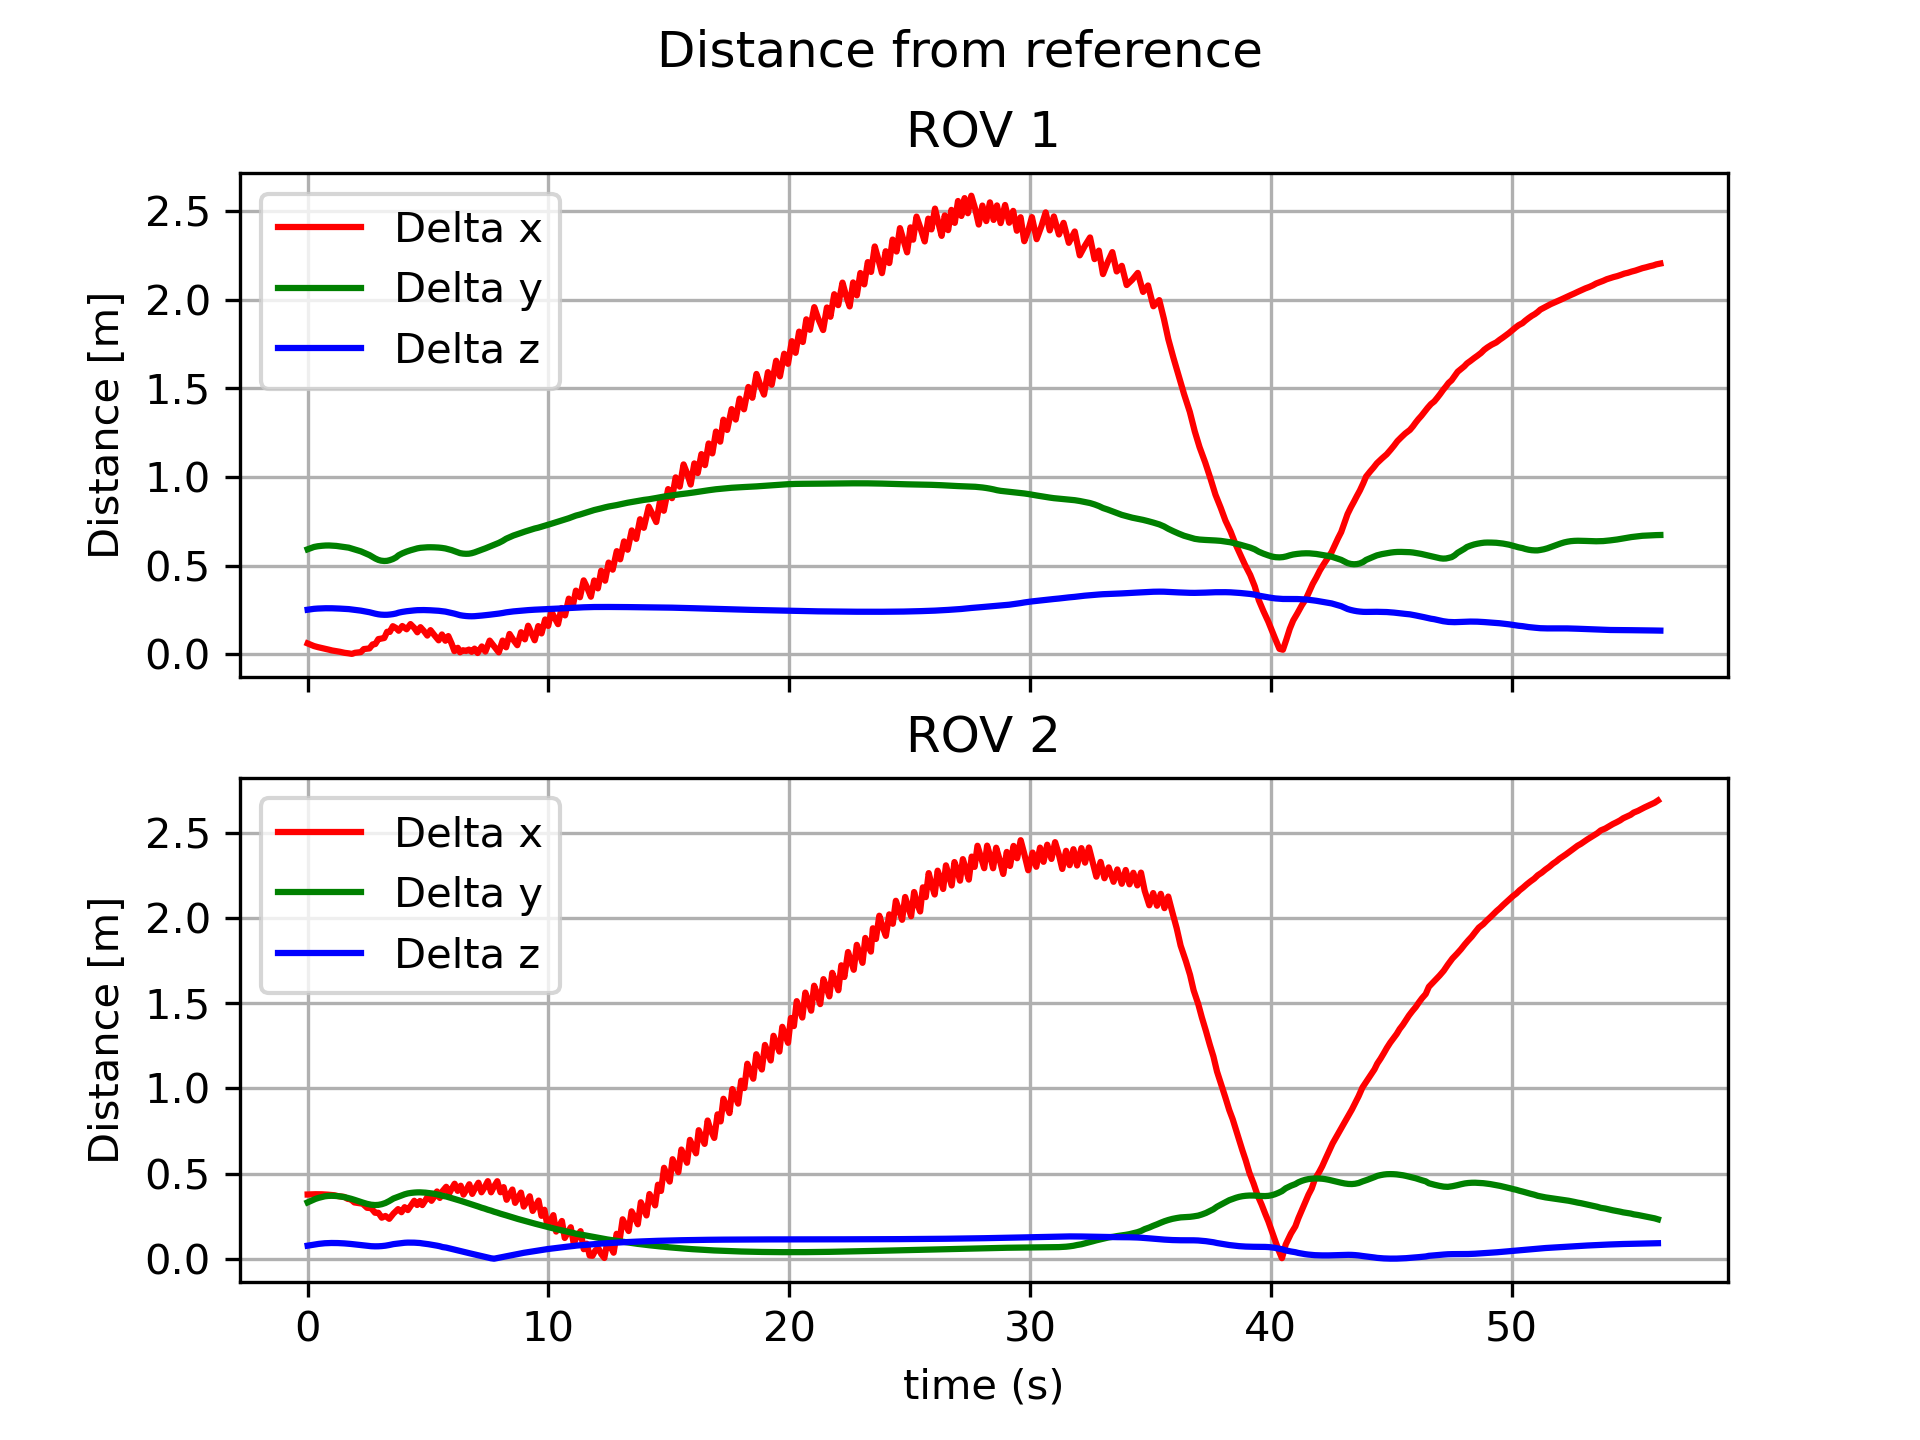 Distance from reference
ROV 1
Distance [m]
2.5
2.0
1.5
1.0
0.5
0.0
Delta x
Delta y
Delta z
ROV 2
Distance [m]
2.5
2.0
1.5
1.0
0.5
0.0
Delta x
Delta y
Delta z
0 10 20 30 40 50
time (s)